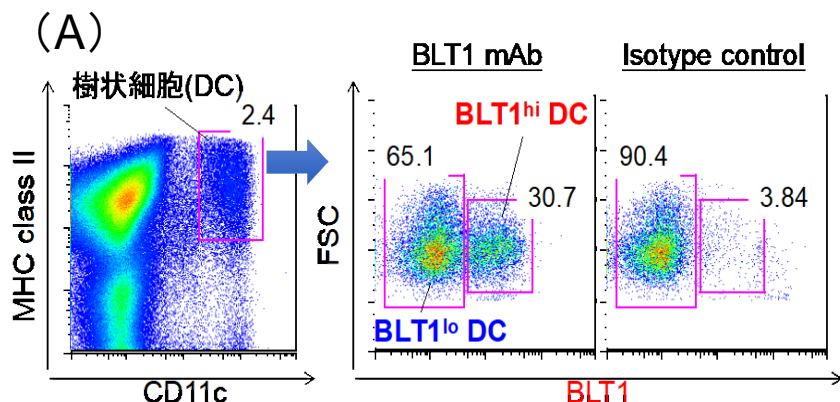 (A)
樹状細胞(DC)
2.4
MHC class II
CD11c
BLT1 mAb
Isotype control
BLT1hi DC
65.1
30.7
90.4
3.84
FSC
BLT1lo DC
BLT1